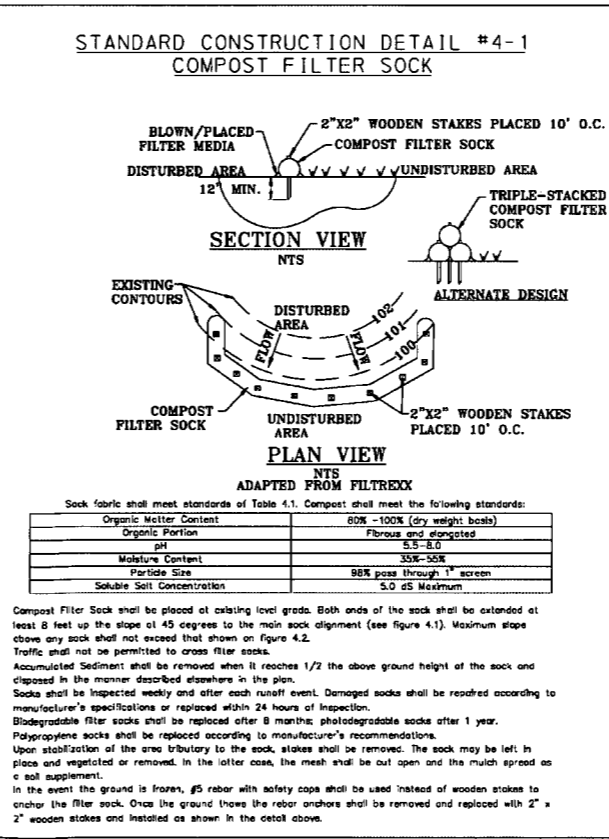 STANDARD CONSTRUCTION DETAIL #4-1
COMPOST FILTER SOCK
BLOWN/PLACED
FILTER MEDIA
2"X2" WOODEN STAKES PLACED 10' O.C.
COMPOST FILTER SOCK
DISTURBED AREA
UNDISTURBED AREA
12" MIN.
SECTION VIEW
NTS
TRIPLE-STACKED
COMPOST FILTER
SOCK
ALTERNATE DESIGN
EXISTING
CONTOURS
DISTURBED
AREA
FLOW
FLOW
102
101
100
COMPOST
FILTER SOCK
UNDISTURBED
AREA
2"X2" WOODEN STAKES
PLACED 10' O.C.
PLAN VIEW
NTS
ADAPTED FROM FILTREXX
Sock fabric shall meet standards of Table 4.1. Compost shall meet the following standards:
Organic Matter Content 80% -100% (dry weight basis)
Organic Portion Fibrous and elongated
pH 5.5-8.0
Moisture Content 35%-55%
Particle Size 98% pass through 1" screen
Soluble Salt Concentration 5.0 dS Maximum
Compost Filter Sock shall be placed at existing level grade. Both ends of the sock shall be extended at
least 8 feet up the slope at 45 degrees to the main sock alignment (see figure 4.1). Maximum slope
above any sock shall not exceed that shown on figure 4.2.
Traffic shall not be permitted to cross filter socks.
Accumulated Sediment shall be removed when it reaches 1/2 the above ground height of the sock and
disposed in the manner described elsewhere in the plan.
Socks shall be inspected weekly and after each runoff event. Damaged socks shall be repaired according to
manufacturer's specifications or replaced within 24 hours of inspection.
Biodegradable filter socks shall be replaced after 6 months; photodegradable socks after 1 year.
Polypropylene socks shall be replaced according to manufacturer's recommendations.
Upon stabilization of the area tributary to the sock, stakes shall be removed. The sock may be left in
place and vegetated or removed. In the latter case, the mesh shall be cut open and the mulch spread as
a soil supplement.
In the event the ground is frozen, #5 rebar with safety caps shall be used instead of wooden stakes to
anchor the filter sock. Once the ground thaws the rebar anchors shall be removed and replaced with 2" x
2" wooden stakes and installed as shown in the detail above.